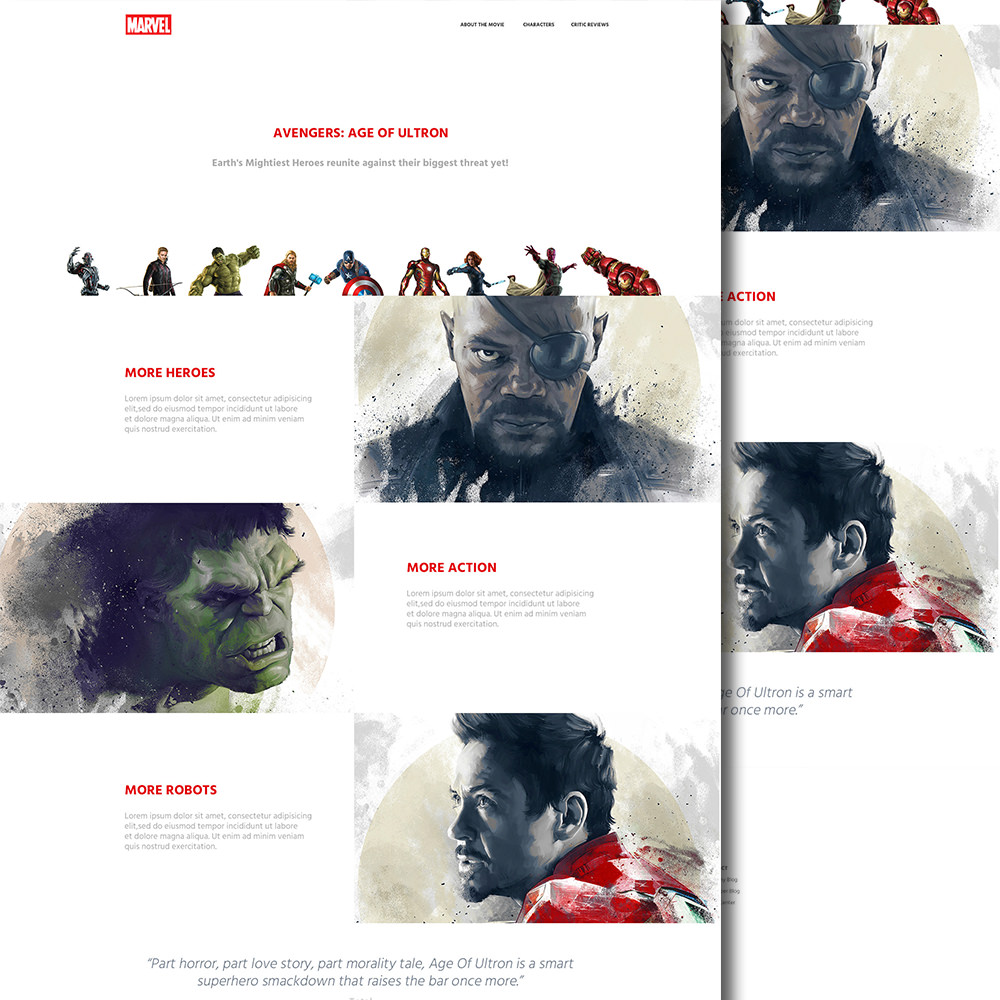 MARVEL
ABOUT THE MOVIE CHARACTERS CRITIC REVIEWS
AVENGERS: AGE OF ULTRON
Earth's Mightiest Heroes reunite against their biggest threat yet!
MORE HEROES
Lorem ipsum dolor sit amet, consectetur adipisicing
elit,sed do eiusmod tempor incididunt ut labore
et dolore magna aliqua. Ut enim ad minim veniam
quis nostrud exercitation.
MORE ACTION
Lorem ipsum dolor sit amet, consectetur adipisicing
elit,sed do eiusmod tempor incididunt ut labore
et dolore magna aliqua. Ut enim ad minim veniam
quis nostrud exercitation.
MORE ROBOTS
Lorem ipsum dolor sit amet, consectetur adipisicing
elit,sed do eiusmod tempor incididunt ut labore
et dolore magna aliqua. Ut enim ad minim veniam
quis nostrud exercitation.
“Part horror, part love story, part morality tale, Age Of Ultron is a smart
superhero smackdown that raises the bar once more.”
ACTION
dolor sit amet, consectetur adipisicing
eiusmod tempor incididunt ut labore
magna aliqua. Ut enim ad minim veniam
exercitation.
Of Ultron is a smart
once more.”
Blog
Blog